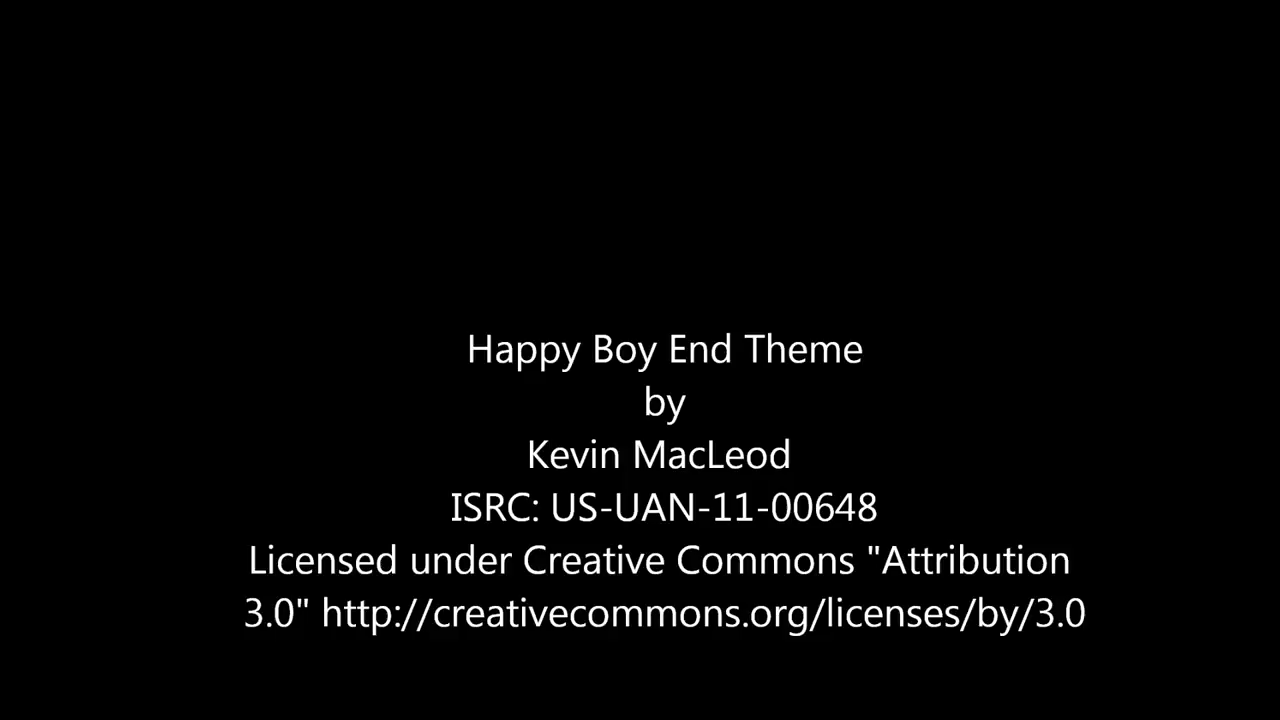 Happy Boy End Theme
by
Kevin MacLeod
ISRC: US-UAN-11-00648
Licensed under Creative Commons "Attribution
3.0" http://creativecommons.org/licenses/by/3.0